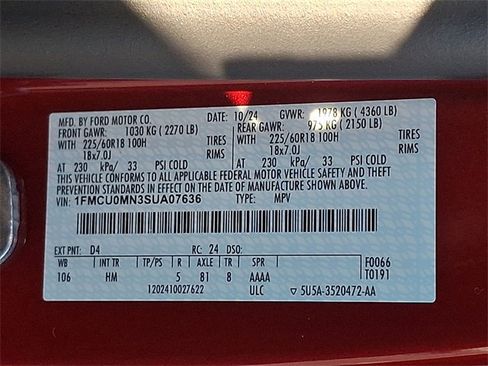 MFD. BY FORD MOTOR CO.
DATE: 10/24 GVWR: 1978 KG ( 4360 LB)
FRONT GAWR: 1030 KG ( 2270 LB) REAR GAWR: 975 KG ( 2150 LB)
WITH 225/60R18 100H TIRES WITH 225/60R18 100H TIRES
18x7.0J RIMS 18x7.0J RIMS
AT 230 kPa/ 33 PSI COLD AT 230 kPa/ 33 PSI COLD
THIS VEHICLE CONFORMS TO ALL APPLICABLE FEDERAL MOTOR VEHICLE SAFETY AND THEFT
PREVENTION STANDARDS IN EFFECT ON THE DATE OF MANUFACTURE SHOWN ABOVE.
VIN: 1FMCU0MN3SUA07636 TYPE: MPV
EXT PNT: D4 RC: 24 DSO:
WB INT TR TP/PS R AXLE TR SPR F0066
106 HM 5 81 8 AAAA T0191
1202410027622 ULC ▽ 5U5A-3520472-AA